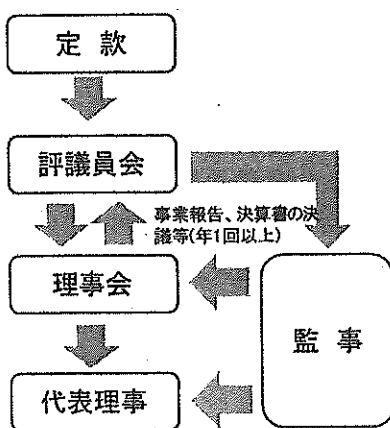 定 款
評議員会
事業報告、決算書の決
議等(年1回以上)
理事会
監 事
代表理事